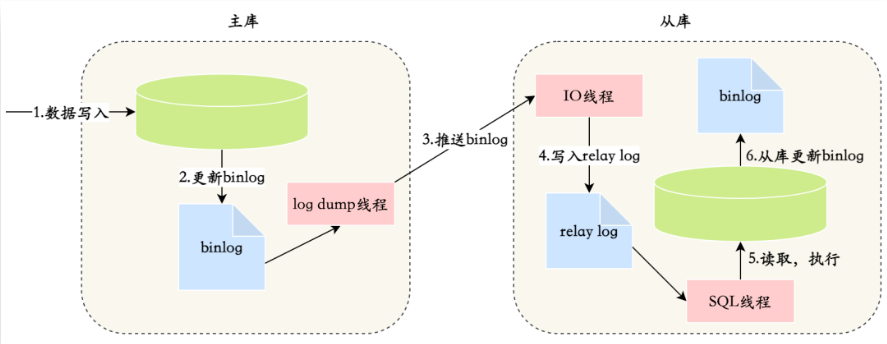 主库
从库
1.数据写入
2.更新binlog
binlog
log dump线程
3.推送binlog
IO线程
4.写入relay log
relay log
SQL线程
5.读取，执行
6.从库更新binlog
binlog